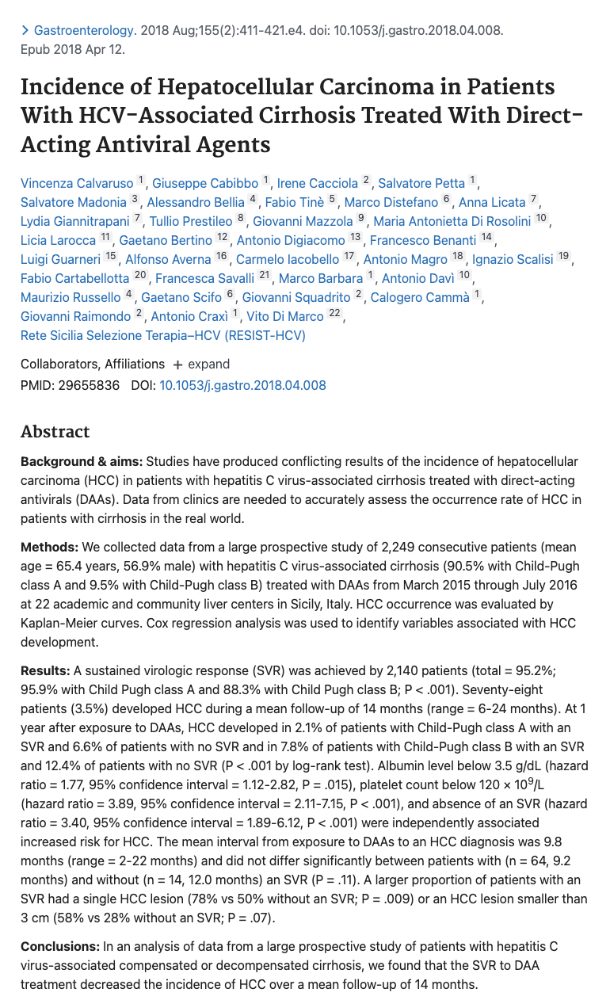 > Gastroenterology. 2018 Aug;155(2):411-421.e4. doi: 10.1053/j.gastro.2018.04.008.
Epub 2018 Apr 12.
Incidence of Hepatocellular Carcinoma in Patients
With HCV-Associated Cirrhosis Treated With Direct-
Acting Antiviral Agents
Vincenza Calvaruso 1, Giuseppe Cabibbo 1, Irene Cacciola 2, Salvatore Petta 1,
Salvatore Madonia 3, Alessandro Bellia 4, Fabio Tinè 5, Marco Distefano 6, Anna Licata 7,
Lydia Giannitrapani 7, Tullio Prestileo 8, Giovanni Mazzola 9, Maria Antonietta Di Rosolini 10,
Licia Larocca 11, Gaetano Bertino 12, Antonio Digiacomo 13, Francesco Benanti 14,
Luigi Guarneri 15, Alfonso Averna 16, Carmelo Iacobello 17, Antonio Magro 18, Ignazio Scalisi 19,
Fabio Cartabellotta 20, Francesca Savalli 21, Marco Barbara 1, Antonio Davì 10,
Maurizio Russello 4, Gaetano Scifo 6, Giovanni Squadrito 2, Calogero Cammà 1,
Giovanni Raimondo 2, Antonio Craxì 1, Vito Di Marco 22,
Rete Sicilia Selezione Terapia–HCV (RESIST-HCV)
Collaborators, Affiliations + expand
PMID: 29655836 DOI: 10.1053/j.gastro.2018.04.008
Abstract
Background & aims: Studies have produced conflicting results of the incidence of hepatocellular
carcinoma (HCC) in patients with hepatitis C virus-associated cirrhosis treated with direct-acting
antivirals (DAAs). Data from clinics are needed to accurately assess the occurrence rate of HCC in
patients with cirrhosis in the real world.
Methods: We collected data from a large prospective study of 2,249 consecutive patients (mean
age = 65.4 years, 56.9% male) with hepatitis C virus-associated cirrhosis (90.5% with Child-Pugh
class A and 9.5% with Child-Pugh class B) treated with DAAs from March 2015 through July 2016
at 22 academic and community liver centers in Sicily, Italy. HCC occurrence was evaluated by
Kaplan-Meier curves. Cox regression analysis was used to identify variables associated with HCC
development.
Results: A sustained virologic response (SVR) was achieved by 2,140 patients (total = 95.2%;
95.9% with Child Pugh class A and 88.3% with Child Pugh class B; P < .001). Seventy-eight
patients (3.5%) developed HCC during a mean follow-up of 14 months (range = 6-24 months). At 1
year after exposure to DAAs, HCC developed in 2.1% of patients with Child-Pugh class A with an
SVR and 6.6% of patients with no SVR and in 7.8% of patients with Child-Pugh class B with an SVR
and 12.4% of patients with no SVR (P < .001 by log-rank test). Albumin level below 3.5 g/dL (hazard
ratio = 1.77, 95% confidence interval = 1.12-2.82, P = .015), platelet count below 120 × 10⁹/L
(hazard ratio = 3.89, 95% confidence interval = 2.11-7.15, P < .001), and absence of an SVR (hazard
ratio = 3.40, 95% confidence interval = 1.89-6.12, P < .001) were independently associated
increased risk for HCC. The mean interval from exposure to DAAs to an HCC diagnosis was 9.8
months (range = 2-22 months) and did not differ significantly between patients with (n = 64, 9.2
months) and without (n = 14, 12.0 months) an SVR (P = .11). A larger proportion of patients with an
SVR had a single HCC lesion (78% vs 50% without an SVR; P = .009) or an HCC lesion smaller than
3 cm (58% vs 28% without an SVR; P = .07).
Conclusions: In an analysis of data from a large prospective study of patients with hepatitis C
virus-associated compensated or decompensated cirrhosis, we found that the SVR to DAA
treatment decreased the incidence of HCC over a mean follow-up of 14 months.